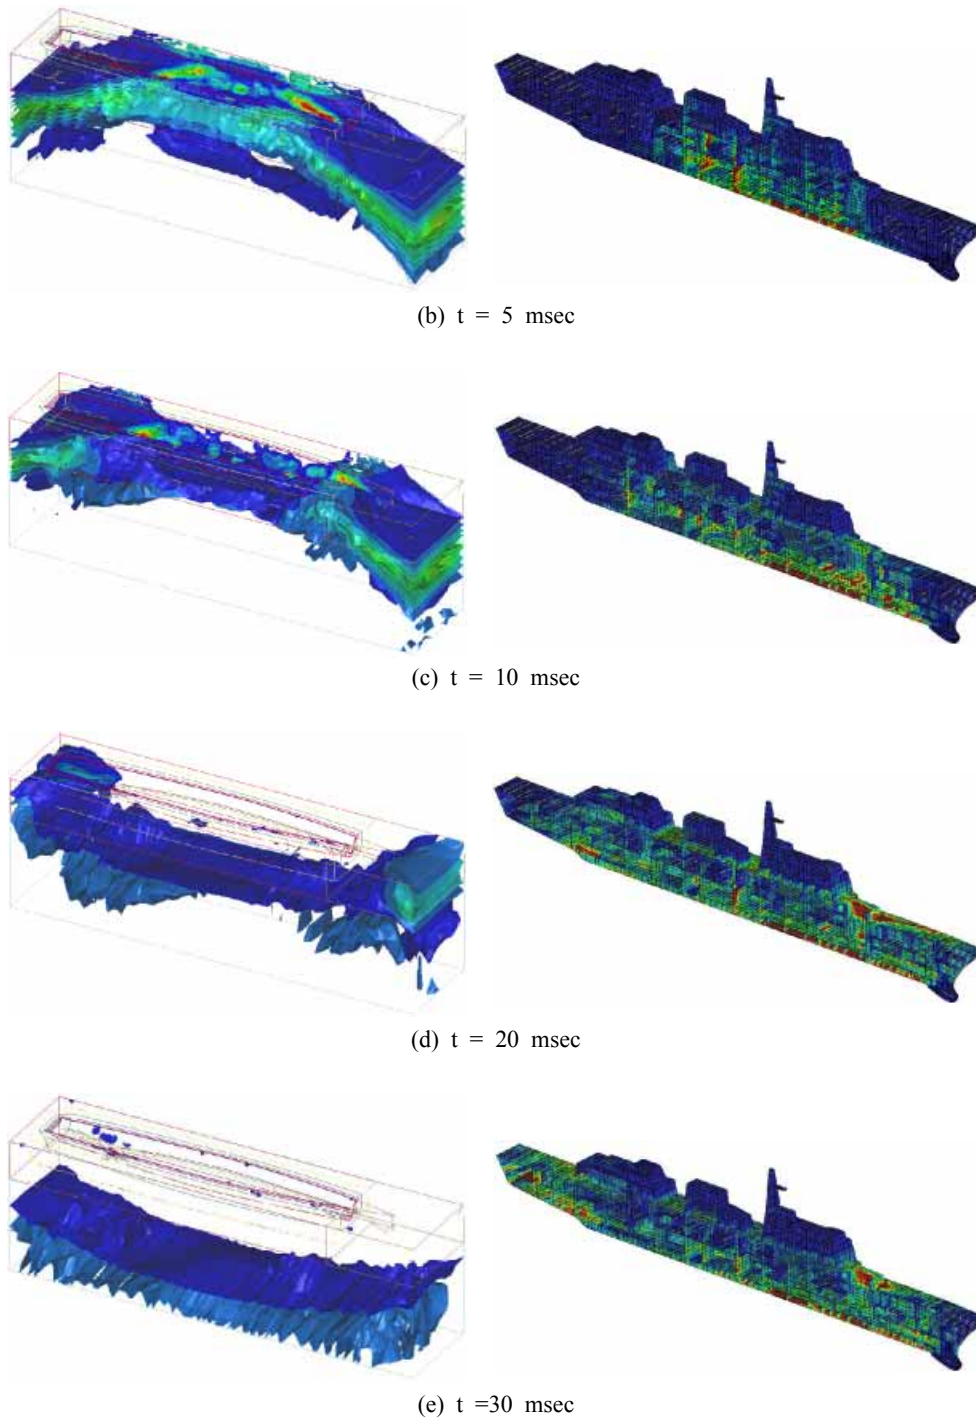 (b) t = 5 msec
(c) t = 10 msec
(d) t = 20 msec
(e) t =30 msec